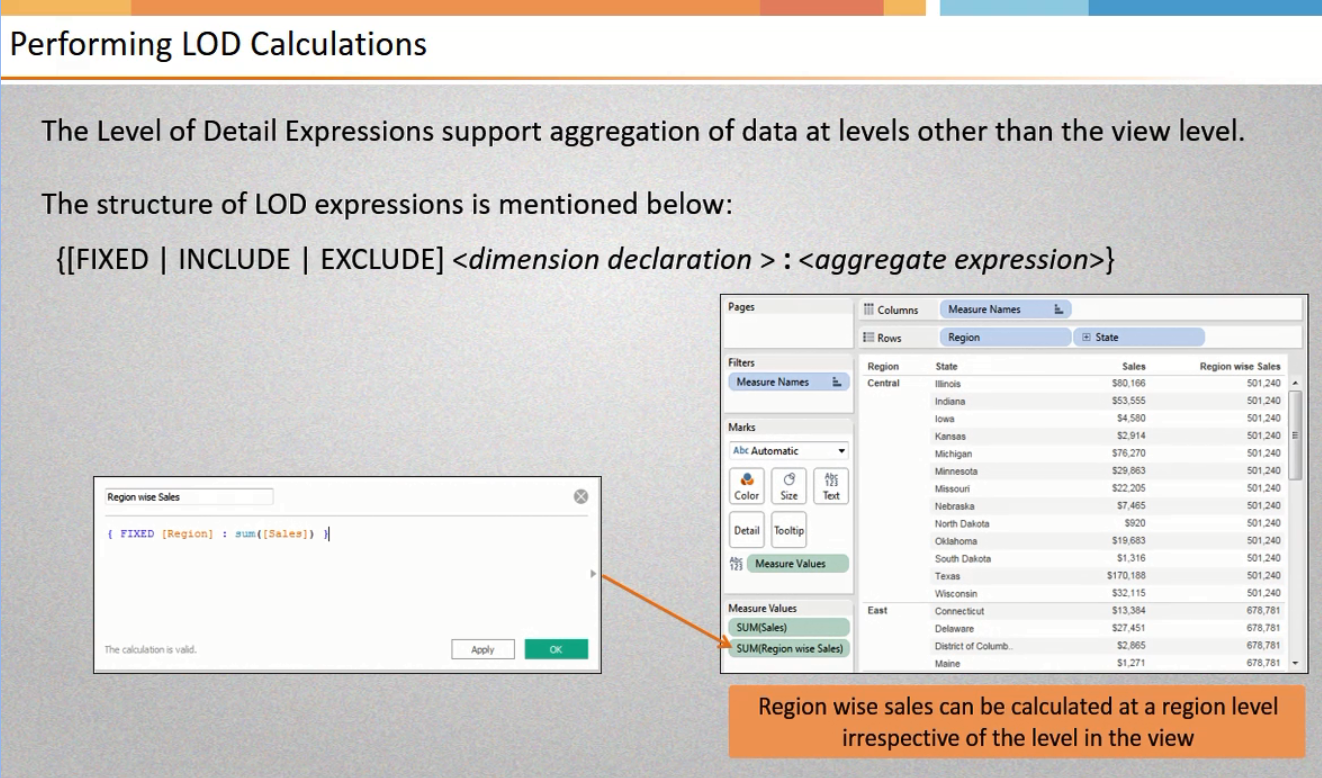 Performing LOD Calculations
The Level of Detail Expressions support aggregation of data at levels other than the view level.
The structure of LOD expressions is mentioned below:
{[FIXED | INCLUDE | EXCLUDE] <dimension declaration > : <aggregate expression>}
Region wise Sales
{ FIXED [Region] : sum([Sales]) }
The calculation is valid.
Apply
OK
Pages
Filters
Measure Names
Marks
Abc Automatic
Color Size Abc 123 Text
Detail Tooltip
Abc 123 Measure Values
Measure Values
SUM(Sales)
SUM(Region wise Sales)
Columns Measure Names
Rows Region State
Region State Sales Region wise Sales
Central Illinois $80,166 501,240
Indiana $53,555 501,240
Iowa $4,580 501,240
Kansas $2,914 501,240
Michigan $76,270 501,240
Minnesota $29,863 501,240
Missouri $22,205 501,240
Nebraska $7,465 501,240
North Dakota $920 501,240
Oklahoma $19,683 501,240
South Dakota $1,316 501,240
Texas $170,188 501,240
Wisconsin $32,115 501,240
East Connecticut $13,384 678,781
Delaware $27,451 678,781
District of Columb.. $2,865 678,781
Maine $1,271 678,781
Region wise sales can be calculated at a region level
irrespective of the level in the view